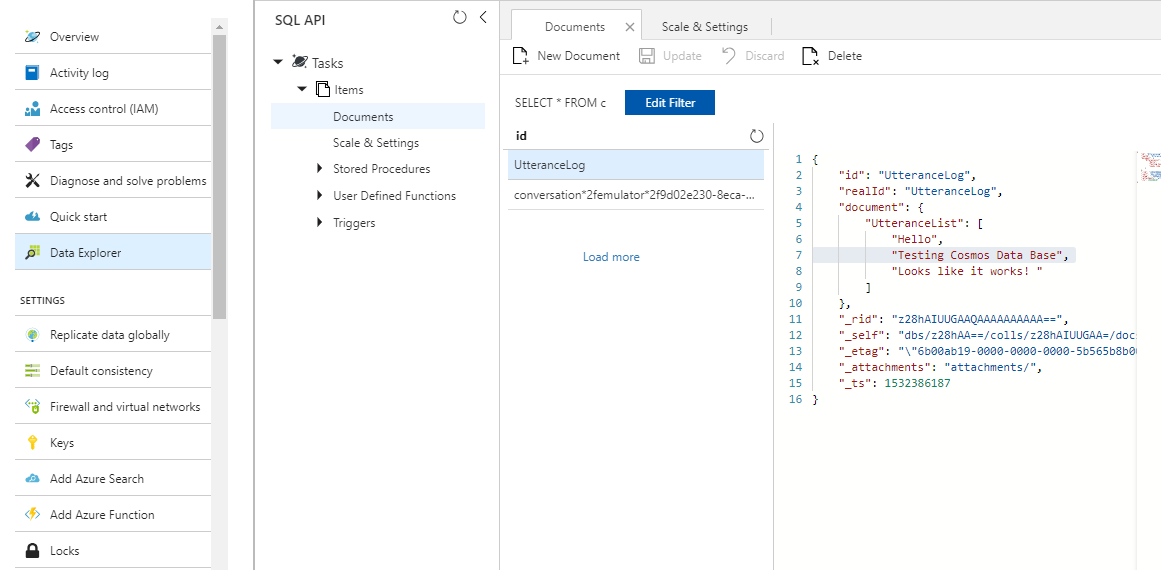 Overview
Activity log
Access control (IAM)
Tags
Diagnose and solve problems
Quick start
Data Explorer
SETTINGS
Replicate data globally
Default consistency
Firewall and virtual networks
Keys
Add Azure Search
Add Azure Function
Locks
SQL API
Tasks
Items
Documents
Scale & Settings
Stored Procedures
User Defined Functions
Triggers
Documents
Scale & Settings
New Document Update Discard Delete
SELECT * FROM c Edit Filter
id
UtteranceLog
conversation*2femulator*2f9d02e230-8eca-...
Load more
1 {
2 "id": "UtteranceLog",
3 "realId": "UtteranceLog",
4 "document": {
5 "UtteranceList": [
6 "Hello",
7 "Testing Cosmos Data Base",
8 "Looks like it works! "
9 ]
10 },
11 "_rid": "z28hAIUUGAAQAAAAAAAAAA==",
12 "_self": "dbs/z28hAA==/colls/z28hAIUUGAA=/docs
13 "_etag": "\"6b00ab19-0000-0000-0000-5b565b8b00
14 "_attachments": "attachments/",
15 "_ts": 1532386187
16 }